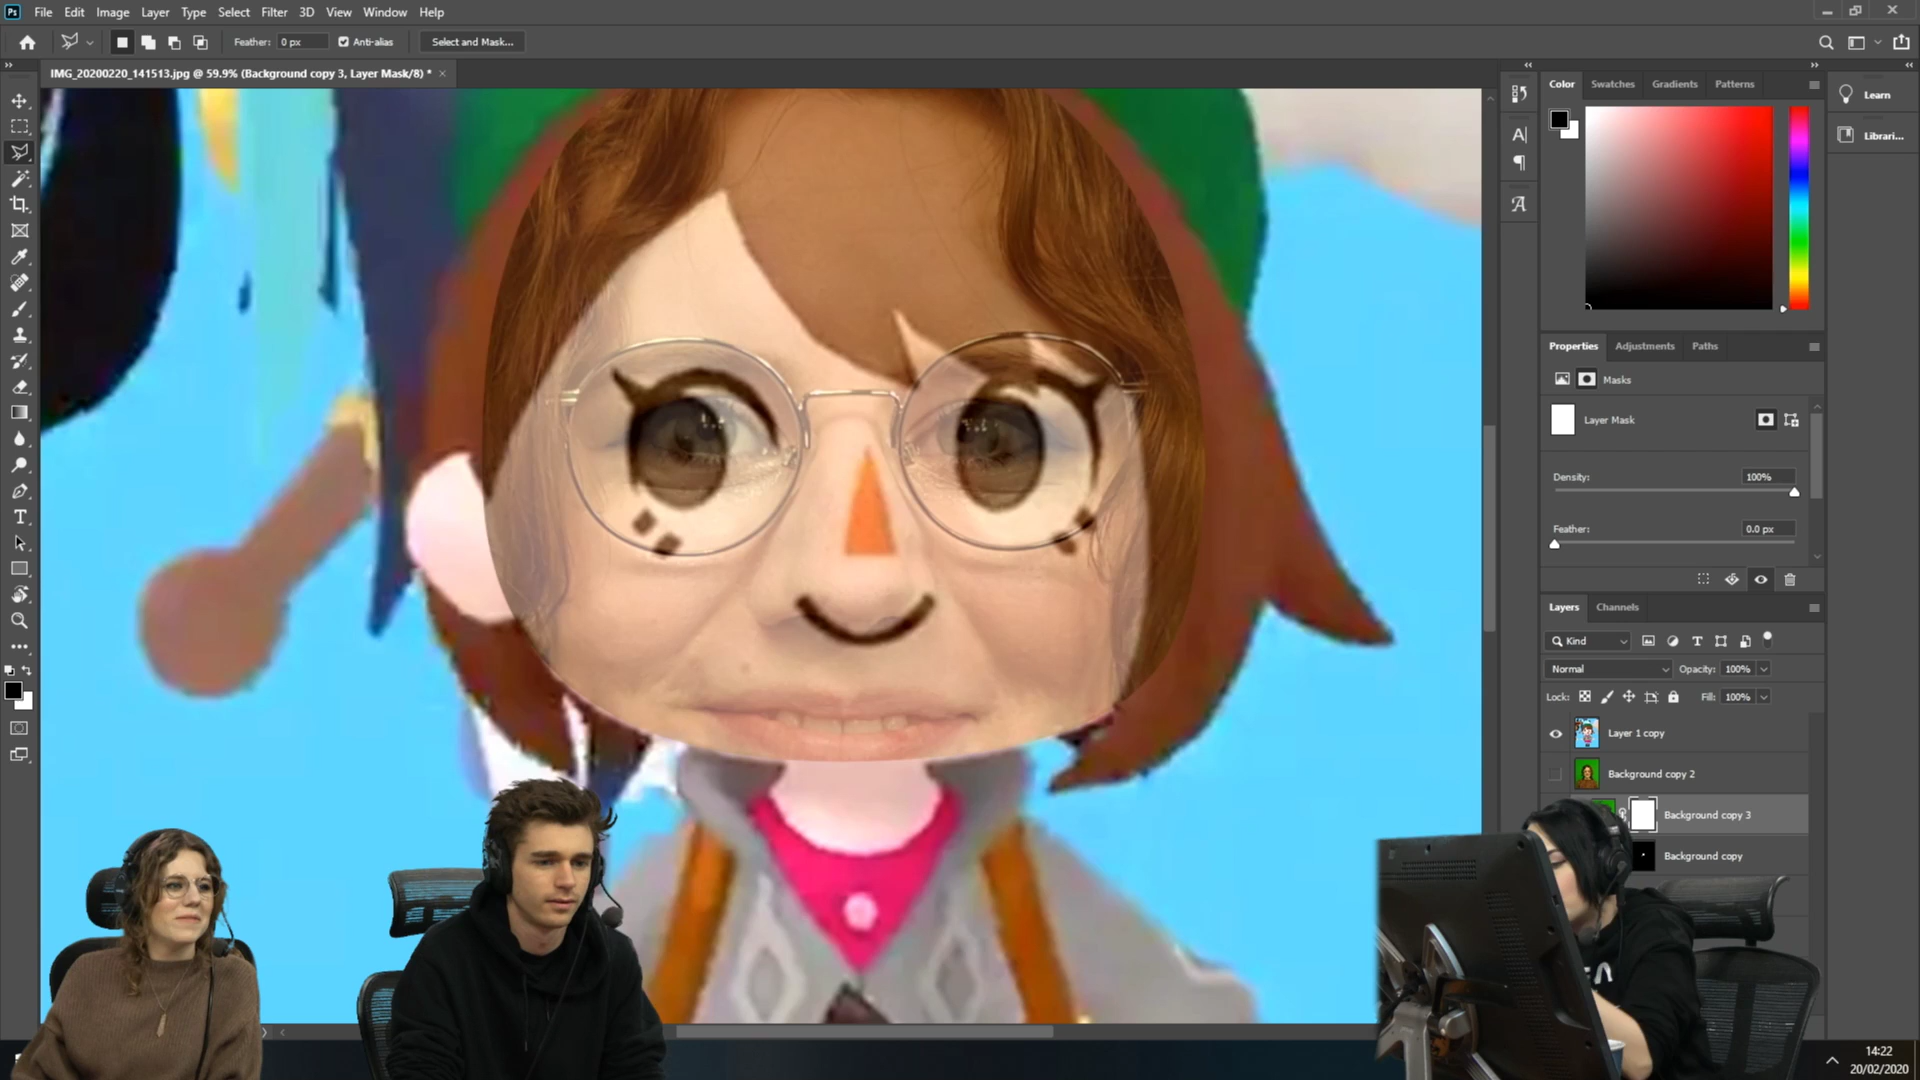 Ps File Edit Image Layer Type Select Filter 3D View Window Help
Feather: 0 px Anti-alias Select and Mask...
IMG_20200220_141513.jpg @ 59.9% (Background copy 3, Layer Mask/8) * ×
Color Swatches Gradients Patterns
Learn
Librari...
Properties Adjustments Paths
Masks
Layer Mask
Density: 100%
Feather: 0.0 px
Layers Channels
Kind
Normal Opacity: 100%
Lock: Fill: 100%
Layer 1 copy
Background copy 2
Background copy 3
Background copy
14:22
20/02/2020